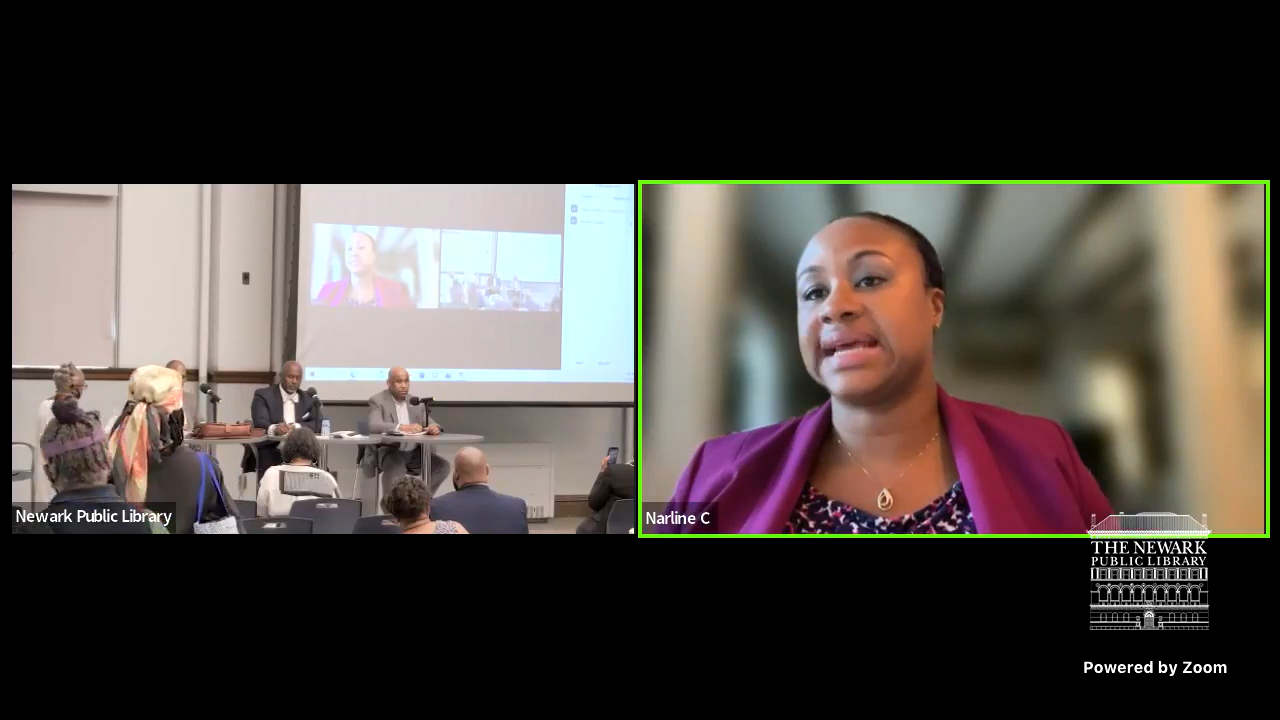 Newark Public Library
Narline C
THE NEWARK
PUBLIC LIBRARY
Powered by Zoom